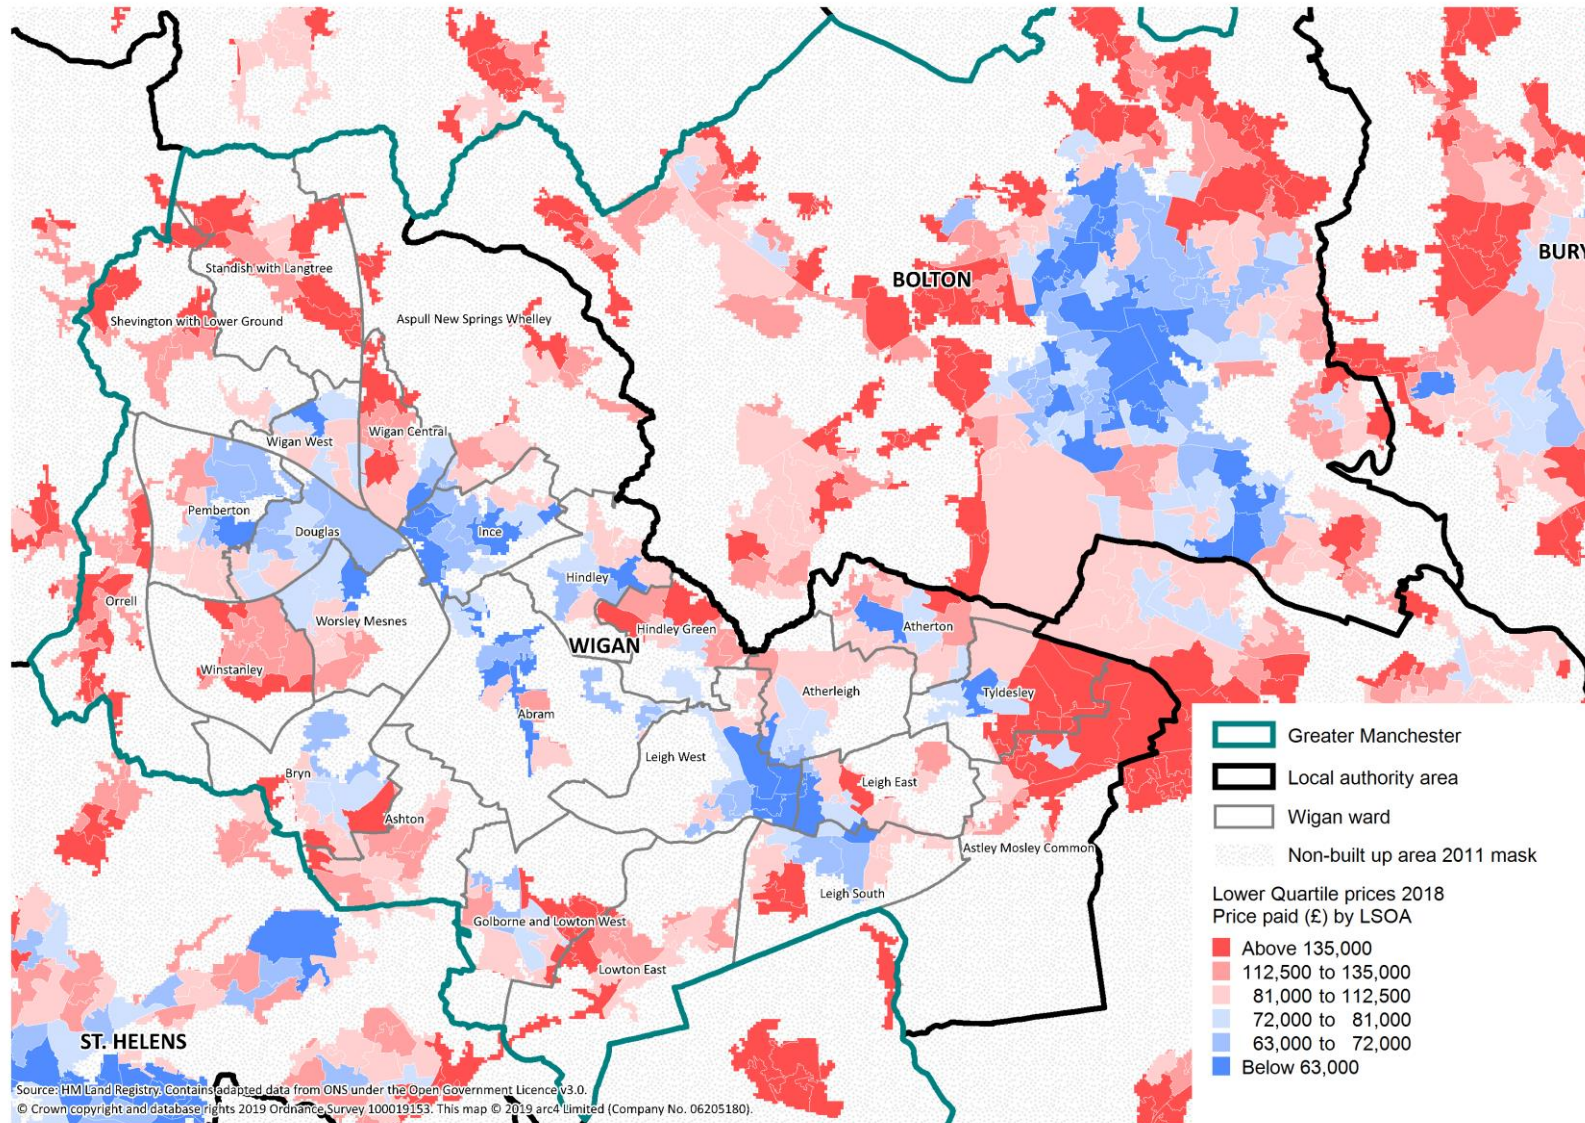 Standish with Langtree
BOLTON
BURY
Shevington with Lower Ground
Aspull New Springs Whelley
Wigan West
Wigan Central
Pemberton
Douglas
Ince
Hindley
Orrell
Worsley Mesnes
Hindley Green
Atherton
WIGAN
Winstanley
Atherleigh
Tyldesley
Abram
Leigh West
Bryn
Leigh East
Ashton
Astley Mosley Common
Leigh South
Golborne and Lowton West
Lowton East
ST. HELENS
Greater Manchester
Local authority area
Wigan ward
Non-built up area 2011 mask
Lower Quartile prices 2018
Price paid (£) by LSOA
Above 135,000
112,500 to 135,000
81,000 to 112,500
72,000 to 81,000
63,000 to 72,000
Below 63,000
Source: HM Land Registry. Contains adapted data from ONS under the Open Government Licence v3.0.
© Crown copyright and database rights 2019 Ordnance Survey 100019153. This map © 2019 arc4 Limited (Company No. 06205180).